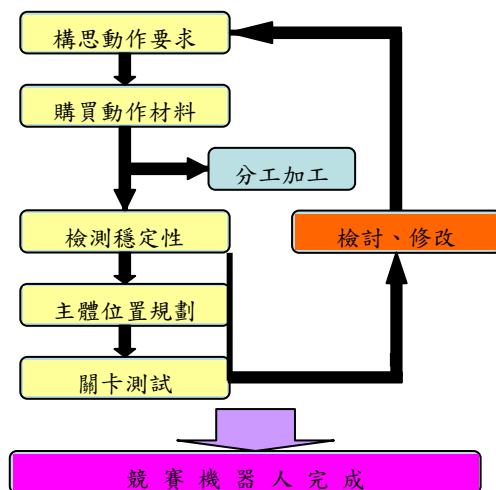 構思動作要求
購買動作材料
分工加工
檢測穩定性
檢討、修改
主體位置規劃
關卡測試
競賽機器人完成